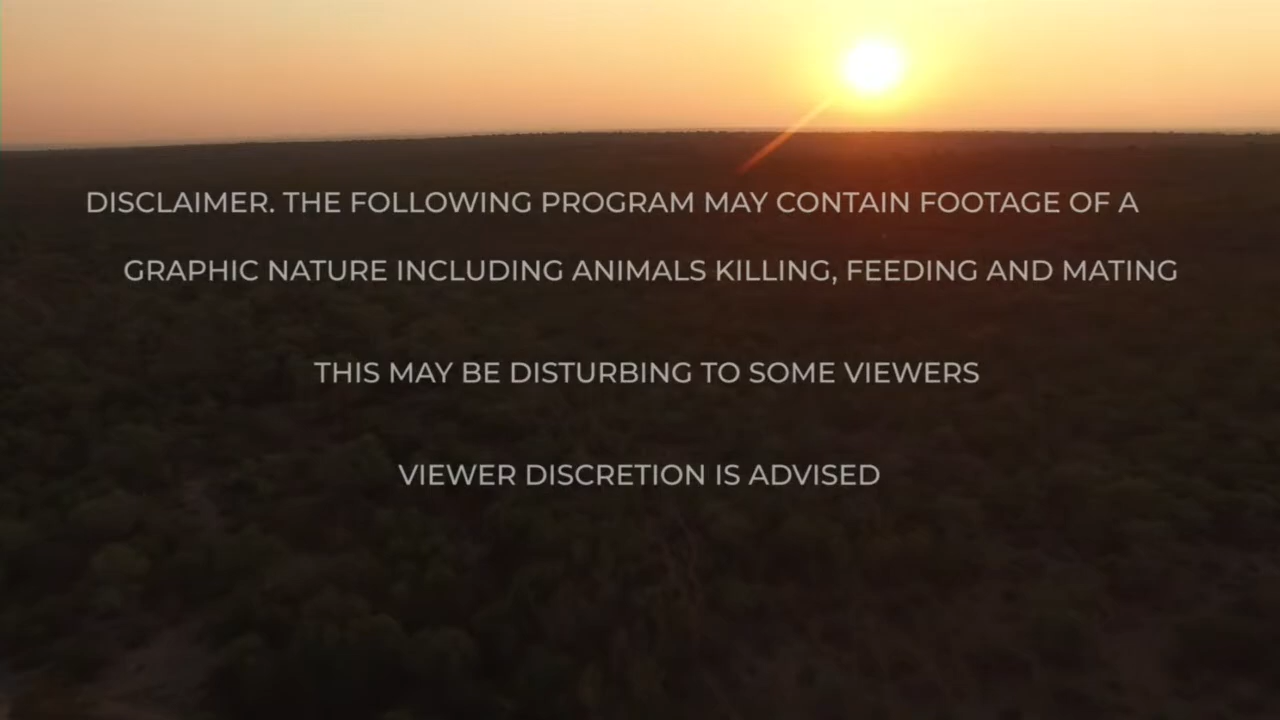 DISCLAIMER. THE FOLLOWING PROGRAM MAY CONTAIN FOOTAGE OF A
GRAPHIC NATURE INCLUDING ANIMALS KILLING, FEEDING AND MATING
THIS MAY BE DISTURBING TO SOME VIEWERS
VIEWER DISCRETION IS ADVISED